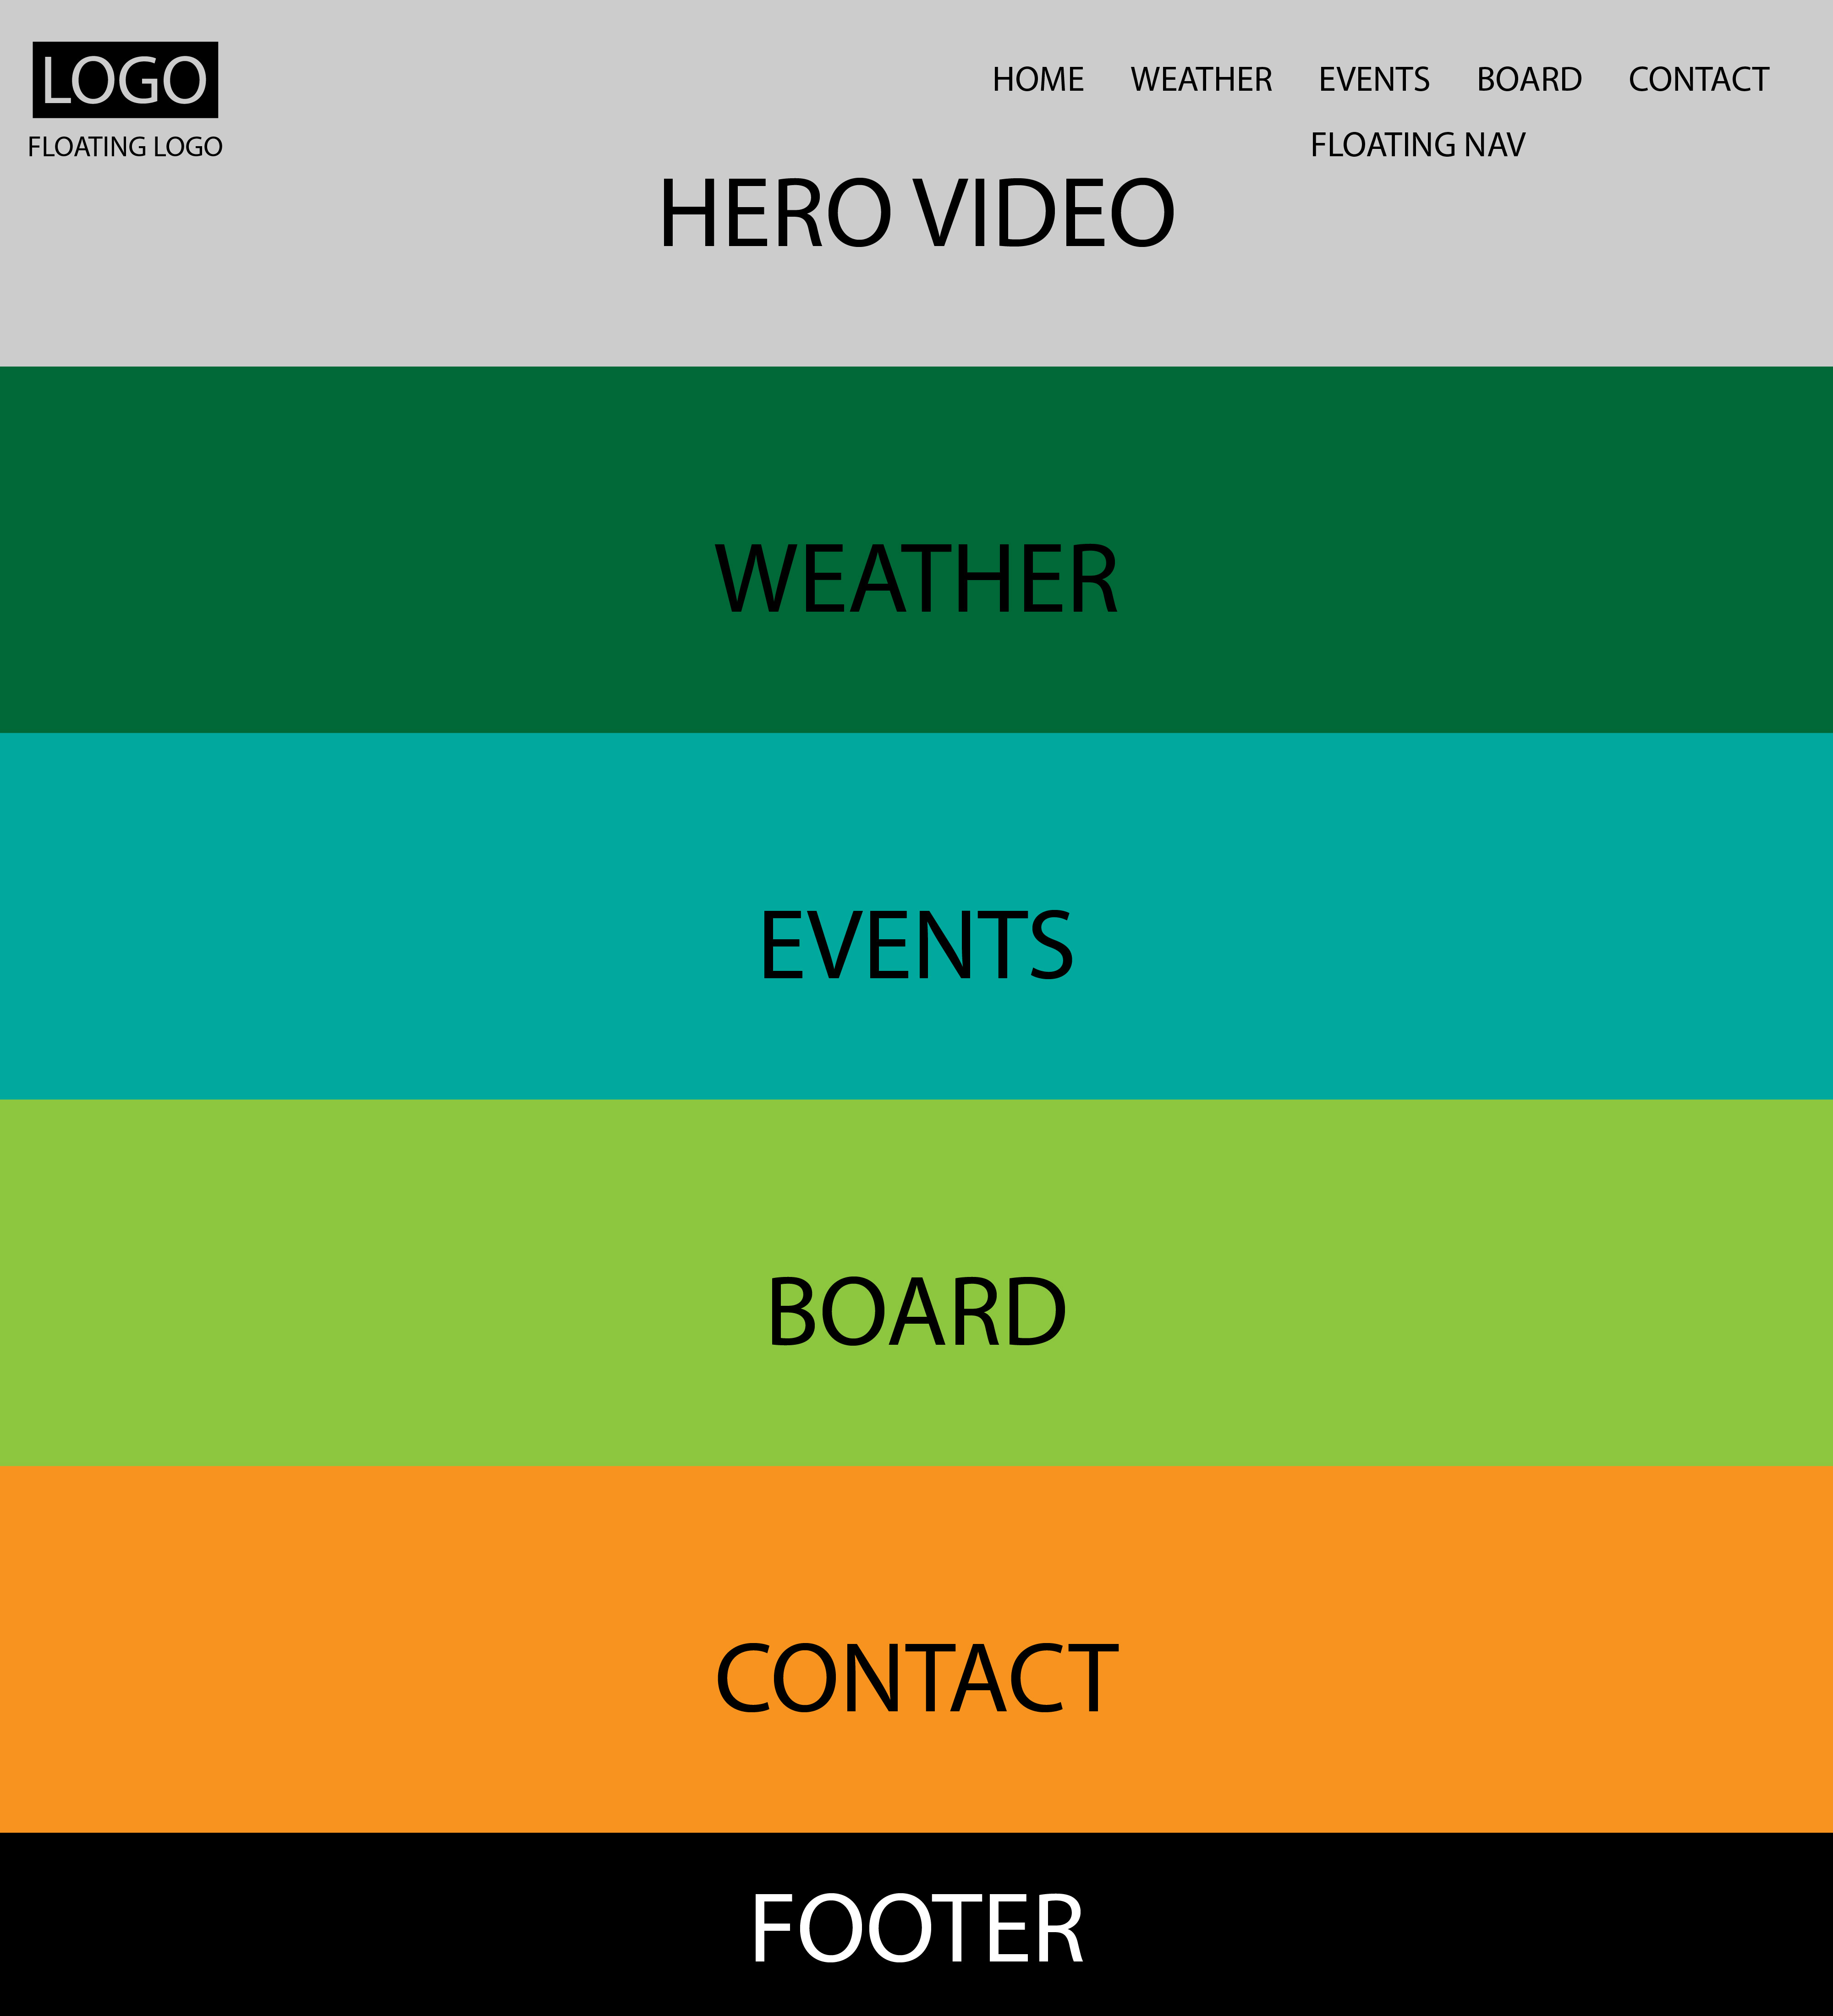 LOGO
HOME WEATHER EVENTS BOARD CONTACT
FLOATING LOGO
FLOATING NAV
HERO VIDEO
WEATHER
EVENTS
BOARD
CONTACT
FOOTER